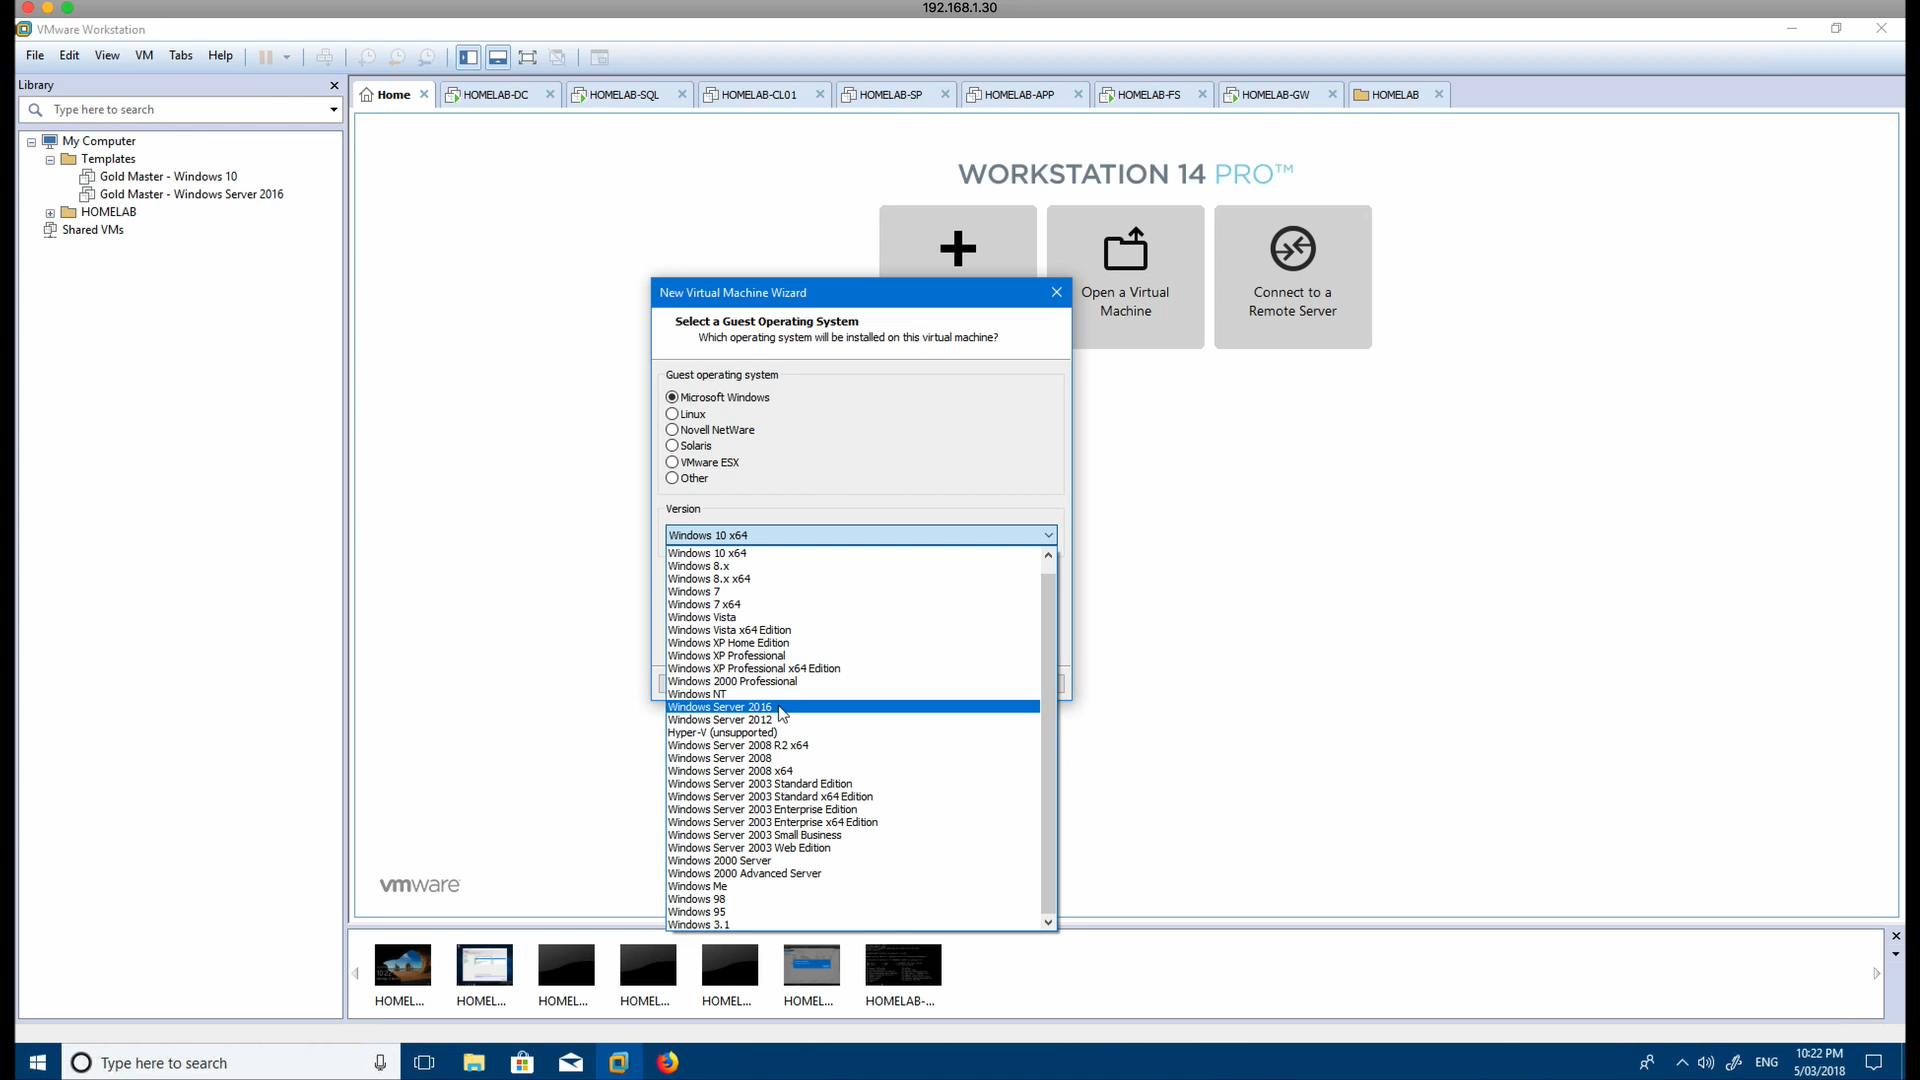 192.168.1.30
VMware Workstation
File Edit View VM Tabs Help
Library
Type here to search
My Computer
Templates
Gold Master - Windows 10
Gold Master - Windows Server 2016
HOMELAB
Shared VMs
Home HOMELAB-DC HOMELAB-SQL HOMELAB-CL01 HOMELAB-SP HOMELAB-APP HOMELAB-FS HOMELAB-GW HOMELAB
WORKSTATION 14 PRO™
Open a Virtual
Machine
Connect to a
Remote Server
New Virtual Machine Wizard
Select a Guest Operating System
Which operating system will be installed on this virtual machine?
Guest operating system
Microsoft Windows
Linux
Novell NetWare
Solaris
VMware ESX
Other
Version
Windows 10 x64
Windows 10 x64
Windows 8.x
Windows 8.x x64
Windows 7
Windows 7 x64
Windows Vista
Windows Vista x64 Edition
Windows XP Home Edition
Windows XP Professional
Windows XP Professional x64 Edition
Windows 2000 Professional
Windows NT
Windows Server 2016
Windows Server 2012
Hyper-V (unsupported)
Windows Server 2008 R2 x64
Windows Server 2008
Windows Server 2008 x64
Windows Server 2003 Standard Edition
Windows Server 2003 Standard x64 Edition
Windows Server 2003 Enterprise Edition
Windows Server 2003 Enterprise x64 Edition
Windows Server 2003 Small Business
Windows Server 2003 Web Edition
Windows 2000 Server
Windows 2000 Advanced Server
Windows Me
Windows 98
Windows 95
Windows 3.1
vmware
10:22
HOMEL... HOMEL... HOMEL... HOMEL... HOMEL... HOMEL... HOMELAB-...
Type here to search
ENG
10:22 PM
5/03/2018